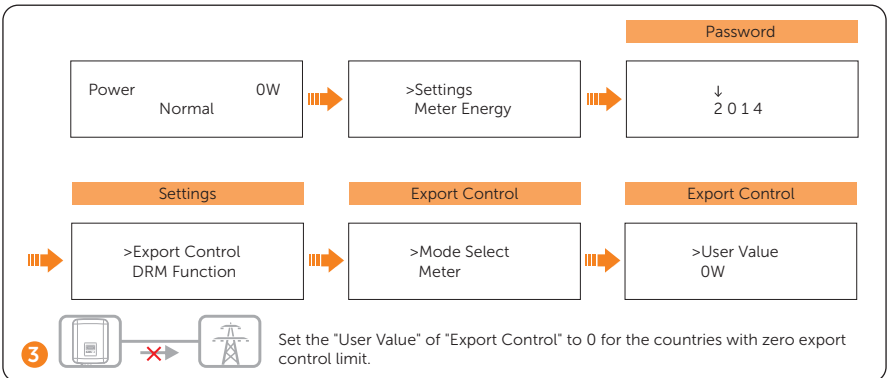 Password
Power 0W
Normal
>Settings
Meter Energy
↓
2 0 1 4
Settings
Export Control
Export Control
>Export Control
DRM Function
>Mode Select
Meter
>User Value
0W
3
Set the "User Value" of "Export Control" to 0 for the countries with zero export
control limit.